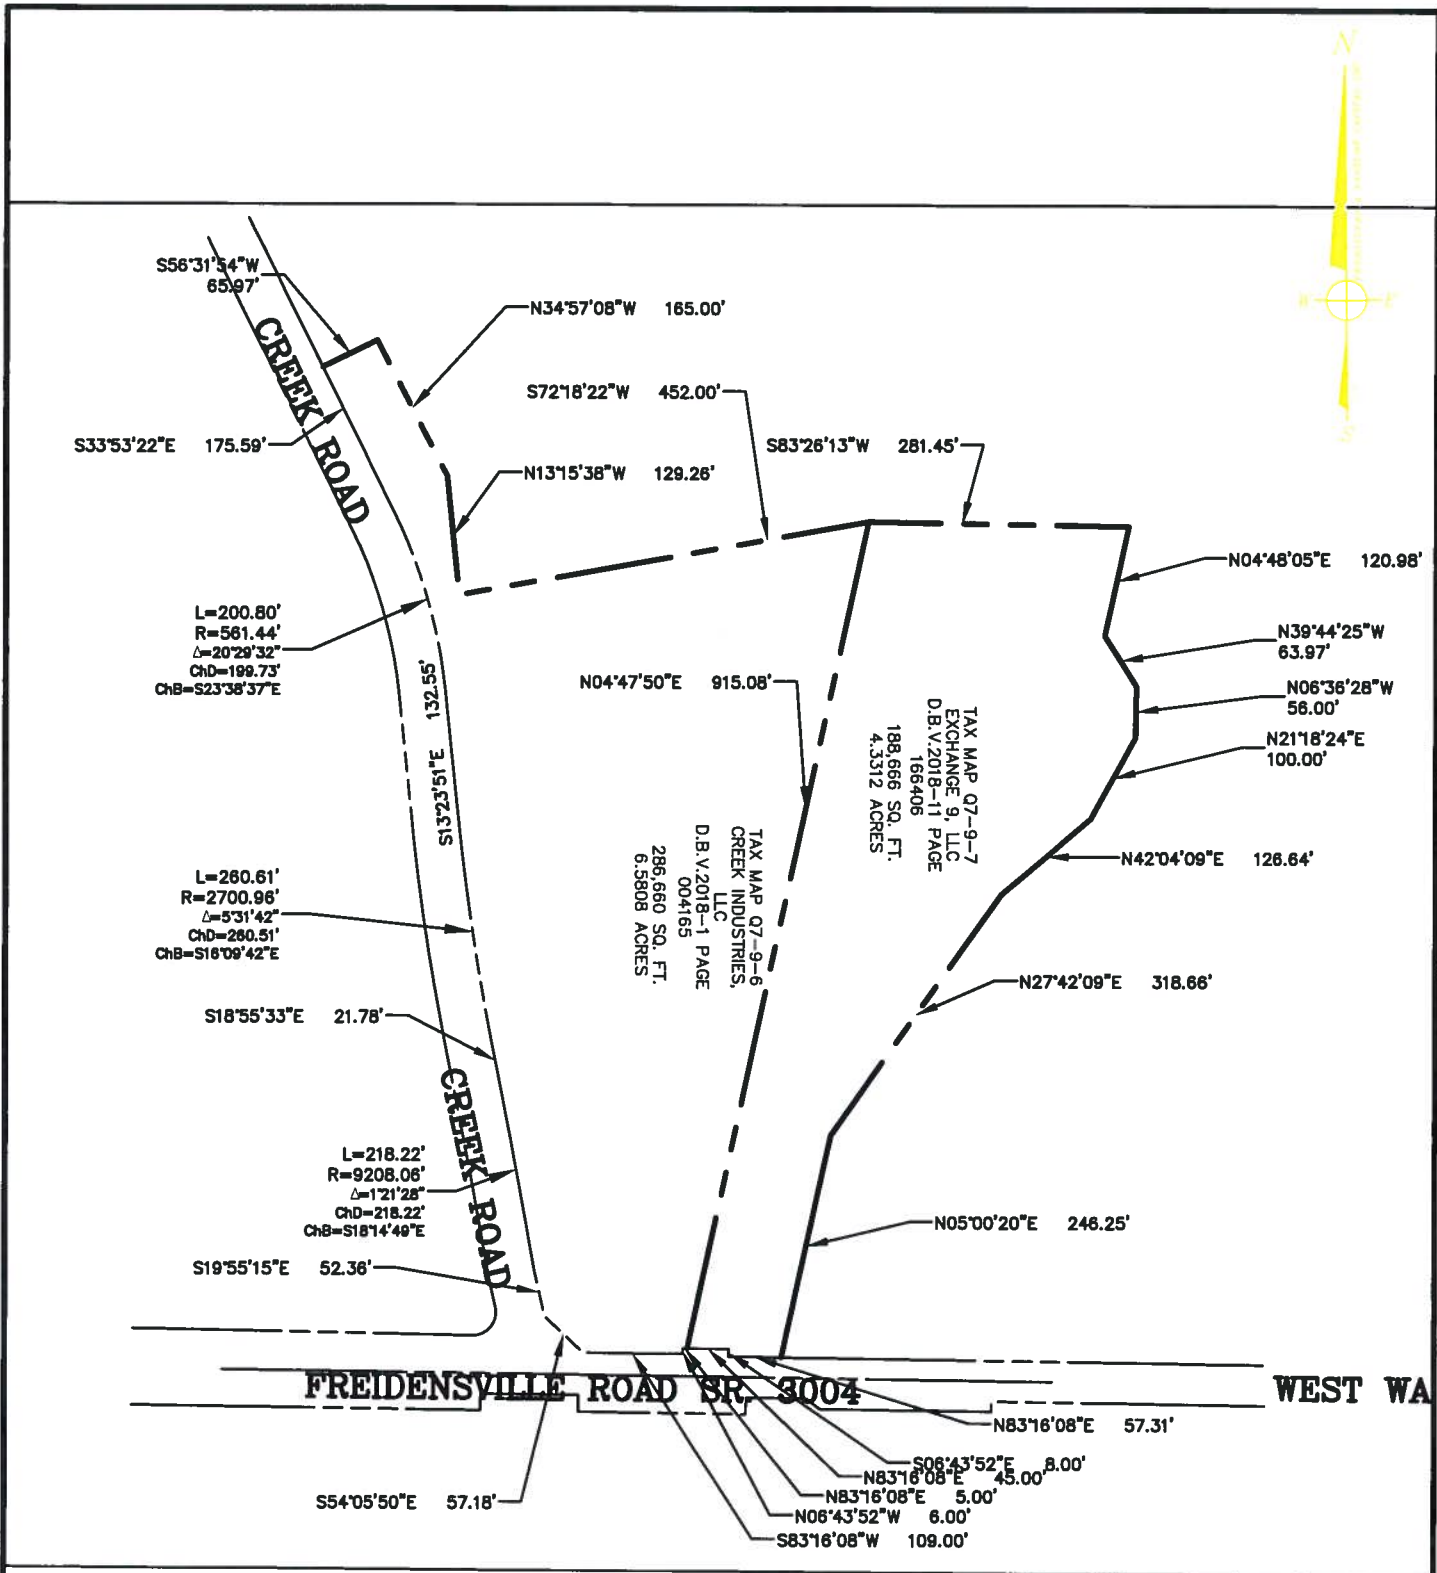 N
S56°31'54"W
65.97'
N34°57'08"W 165.00'
CREEK ROAD
S72°18'22"W 452.00'
S33°53'22"E 175.59'
S83°26'13"W 281.45'
N13°15'38"W 129.26'
N04°48'05"E 120.98'
L=200.80'
R=561.44'
Δ=20°29'32"
ChD=199.73'
ChB=S23°38'37"E
N39°44'25"W
63.97'
S13°23'51"E 132.55'
N04°47'50"E 915.08'
N06°36'28"W
56.00'
N21°18'24"E
100.00'
TAX MAP Q7-9-7
EXCHANGE 9, LLC
D.B.V.2018-11 PAGE
166406
188,666 SQ. FT.
4.3312 ACRES
TAX MAP Q7-9-6
CREEK INDUSTRIES,
LLC
D.B.V.2018-1 PAGE
004165
286,660 SQ. FT.
6.5808 ACRES
N42°04'09"E 126.64'
L=260.61'
R=2700.96'
Δ=5°31'42"
ChD=260.51'
ChB=S16°09'42"E
N27°42'09"E 318.66'
S18°55'33"E 21.78'
CREEK ROAD
L=218.22'
R=9208.06'
Δ=1°21'28"
ChD=218.22'
ChB=S18°14'49"E
N05°00'20"E 246.25'
S19°55'15"E 52.36'
FREIDENSVILLE ROAD SR 3004
WEST WA
N83°16'08"E 57.31'
S06°43'52"E 8.00'
N83°16'08"E 45.00'
N83°16'08"E 5.00'
S54°05'50"E 57.18'
N06°43'52"W 6.00'
S83°16'08"W 109.00'